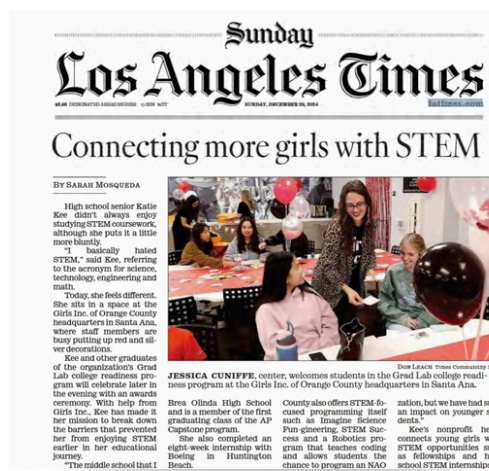 Sunday
Los Angeles Times
DESIGNATED AREAS HIGHER
SUNDAY, DECEMBER
latimes.com
Connecting more girls with STEM
BY SARAH MOSQUEDA
High school senior Katie
Kee didn't always enjoy
studying STEM coursework,
although she puts it a little
more bluntly.
"I basically hated
STEM," said Kee, referring
to the acronym for science,
technology, engineering and
math.
Today, she feels different.
She sits in a space at the
Girls Inc. of Orange County
headquarters in Santa Ana,
where staff members are
busy putting up red and sil-
ver decorations.
Kee and other graduates
of the organization's Grad
Lab college readiness pro-
gram will celebrate later in
the evening with an awards
ceremony. With help from
Girls Inc., Kee has made it
her mission to break down
the barriers that prevented
her from enjoying STEM
earlier in her educational
journey.
"The middle school that I
DON LEACH Times Community
JESSICA CUNIFFE, center, welcomes students in the Grad Lab college readi-
ness program at the Girls Inc. of Orange County headquarters in Santa Ana.
Brea Olinda High School
and is a member of the first
graduating class of the AP
Capstone program.
She also completed an
eight-week internship with
Boeing in Huntington
Beach.
County also offers STEM-fo-
cused programming itself
such as Imagine Science
Fun-gineering, STEM Suc-
cess and a Robotics pro-
gram that teaches coding
and allows students the
chance to program an NAO
zation, but we have had s
an impact on younger s
dents."
Kee's nonprofit he
connects young girls w
STEM opportunities s
as fellowships and h
school STEM internship